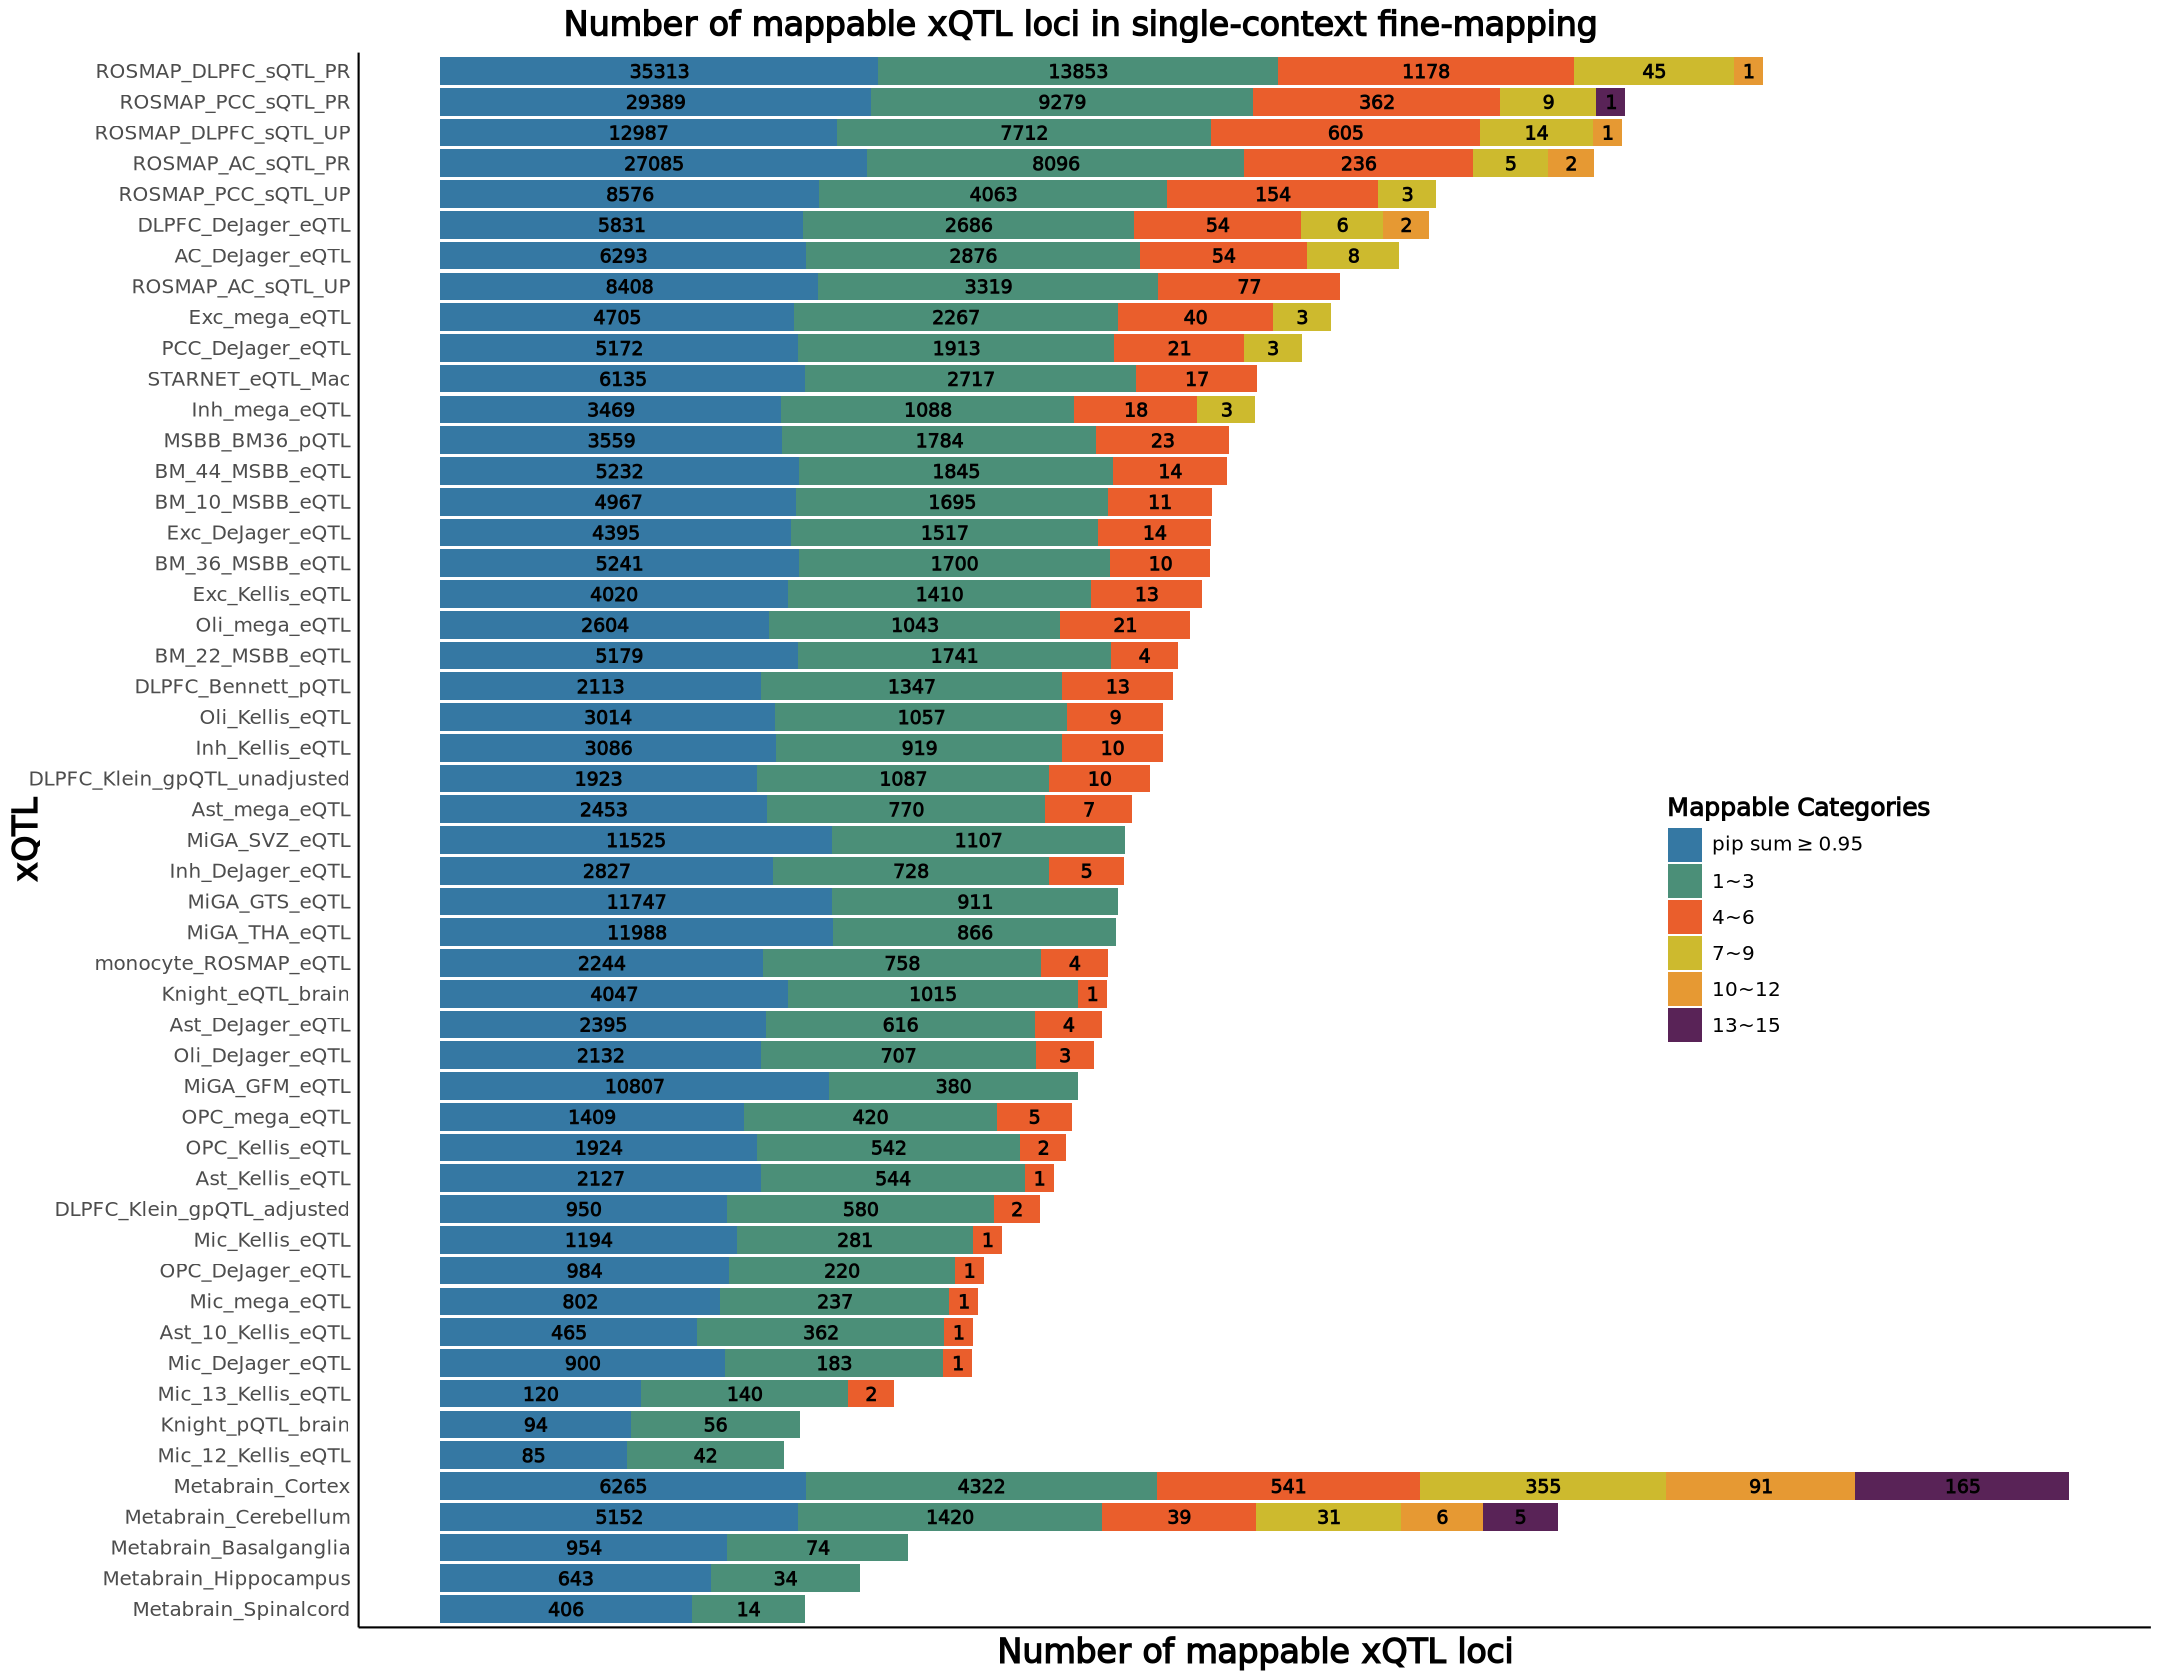 Number of mappable xQTL loci in single-context fine-mapping
ROSMAP_DLPFC_sQTL_PR 35313 13853 1178 45 1
ROSMAP_PCC_sQTL_PR 29389 9279 362 9 1
ROSMAP_DLPFC_sQTL_UP 12987 7712 605 14 1
ROSMAP_AC_sQTL_PR 27085 8096 236 5 2
ROSMAP_PCC_sQTL_UP 8576 4063 154 3
DLPFC_DeJager_eQTL 5831 2686 54 6 2
AC_DeJager_eQTL 6293 2876 54 8
ROSMAP_AC_sQTL_UP 8408 3319 77
Exc_mega_eQTL 4705 2267 40 3
PCC_DeJager_eQTL 5172 1913 21 3
STARNET_eQTL_Mac 6135 2717 17
Inh_mega_eQTL 3469 1088 18 3
MSBB_BM36_pQTL 3559 1784 23
BM_44_MSBB_eQTL 5232 1845 14
BM_10_MSBB_eQTL 4967 1695 11
Exc_DeJager_eQTL 4395 1517 14
BM_36_MSBB_eQTL 5241 1700 10
Exc_Kellis_eQTL 4020 1410 13
Oli_mega_eQTL 2604 1043 21
BM_22_MSBB_eQTL 5179 1741 4
DLPFC_Bennett_pQTL 2113 1347 13
Oli_Kellis_eQTL 3014 1057 9
Inh_Kellis_eQTL 3086 919 10
DLPFC_Klein_gpQTL_unadjusted 1923 1087 10
Ast_mega_eQTL 2453 770 7
MiGA_SVZ_eQTL 11525 1107
Inh_DeJager_eQTL 2827 728 5
MiGA_GTS_eQTL 11747 911
MiGA_THA_eQTL 11988 866
monocyte_ROSMAP_eQTL 2244 758 4
Knight_eQTL_brain 4047 1015 1
Ast_DeJager_eQTL 2395 616 4
Oli_DeJager_eQTL 2132 707 3
MiGA_GFM_eQTL 10807 380
OPC_mega_eQTL 1409 420 5
OPC_Kellis_eQTL 1924 542 2
Ast_Kellis_eQTL 2127 544 1
DLPFC_Klein_gpQTL_adjusted 950 580 2
Mic_Kellis_eQTL 1194 281 1
OPC_DeJager_eQTL 984 220 1
Mic_mega_eQTL 802 237 1
Ast_10_Kellis_eQTL 465 362 1
Mic_DeJager_eQTL 900 183 1
Mic_13_Kellis_eQTL 120 140 2
Knight_pQTL_brain 94 56
Mic_12_Kellis_eQTL 85 42
Metabrain_Cortex 6265 4322 541 355 91 165
Metabrain_Cerebellum 5152 1420 39 31 6 5
Metabrain_Basalganglia 954 74
Metabrain_Hippocampus 643 34
Metabrain_Spinalcord 406 14
xQTL
Number of mappable xQTL loci
Mappable Categories
pip sum ≥ 0.95
1~3
4~6
7~9
10~12
13~15